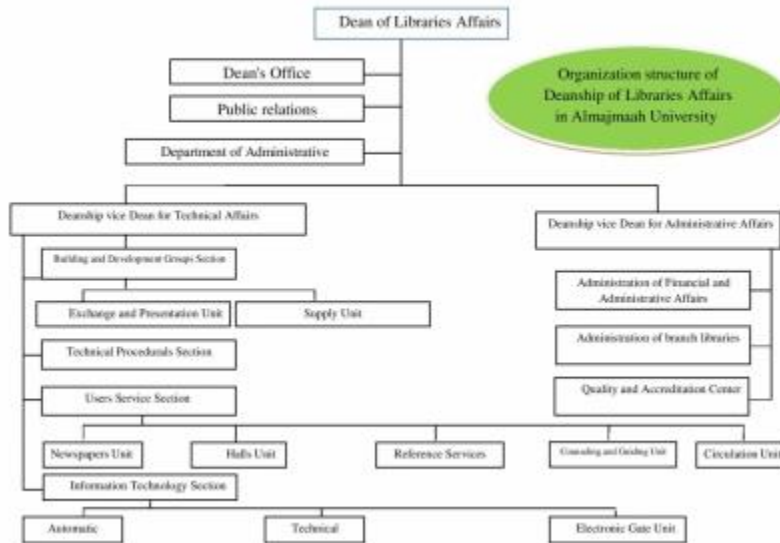 Dean of Libraries Affairs
Dean's Office
Public relations
Department of Administrative
Organization structure of
Deanship of Libraries Affairs
in Almajmaah University
Deanship vice Dean for Technical Affairs
Deanship vice Dean for Administrative Affairs
Building and Development Groups Section
Exchange and Presentation Unit
Supply Unit
Technical Procedurals Section
Users Service Section
Newspapers Unit
Halls Unit
Reference Services
Counseling and Guiding Unit
Circulation Unit
Information Technology Section
Automatic
Technical
Electronic Gate Unit
Administration of Financial and
Administrative Affairs
Administration of branch libraries
Quality and Accreditation Center